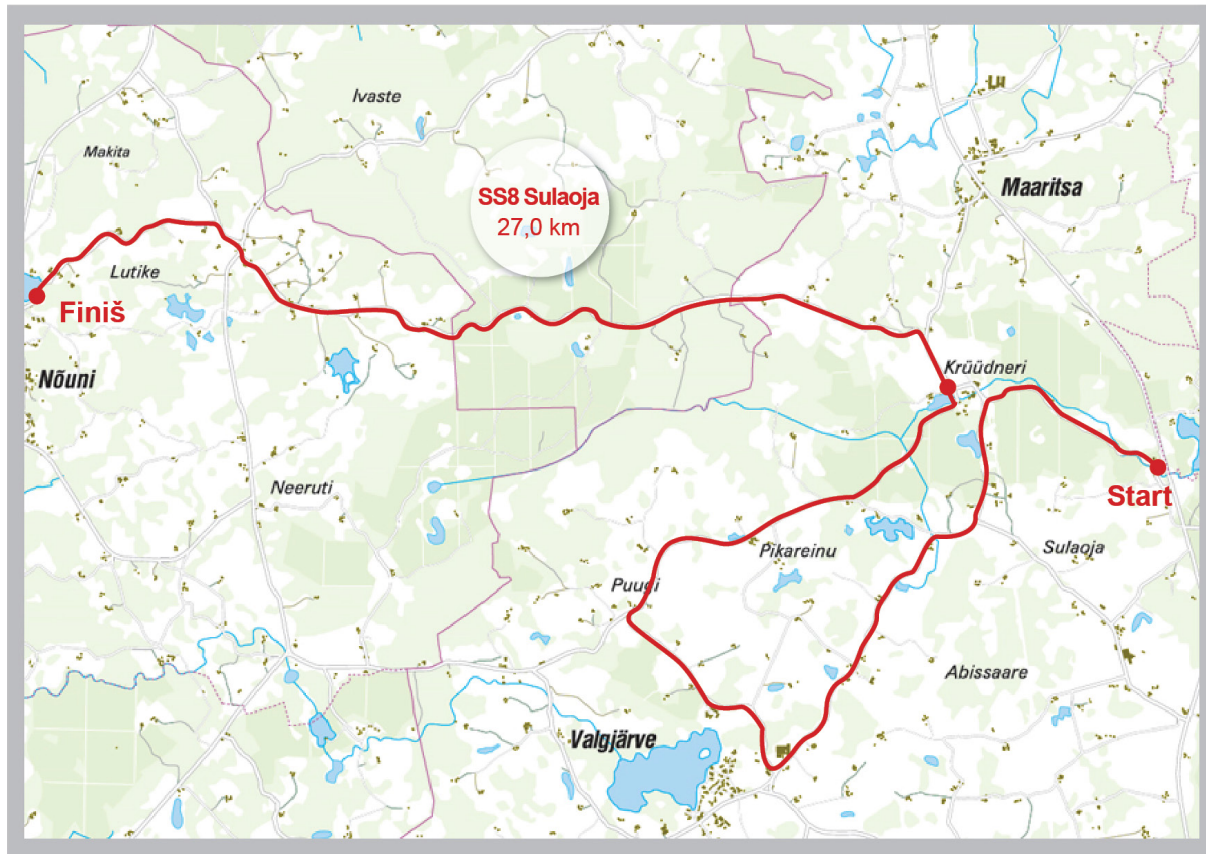 Ivaste
Makita
SS8 Sulaoja
27,0 km
Maaritsa
Lutike
Finiš
Nõuni
Krüüdneri
Start
Neeruti
Pikareinu
Sulaoja
Puugi
Abissaare
Valgjärve